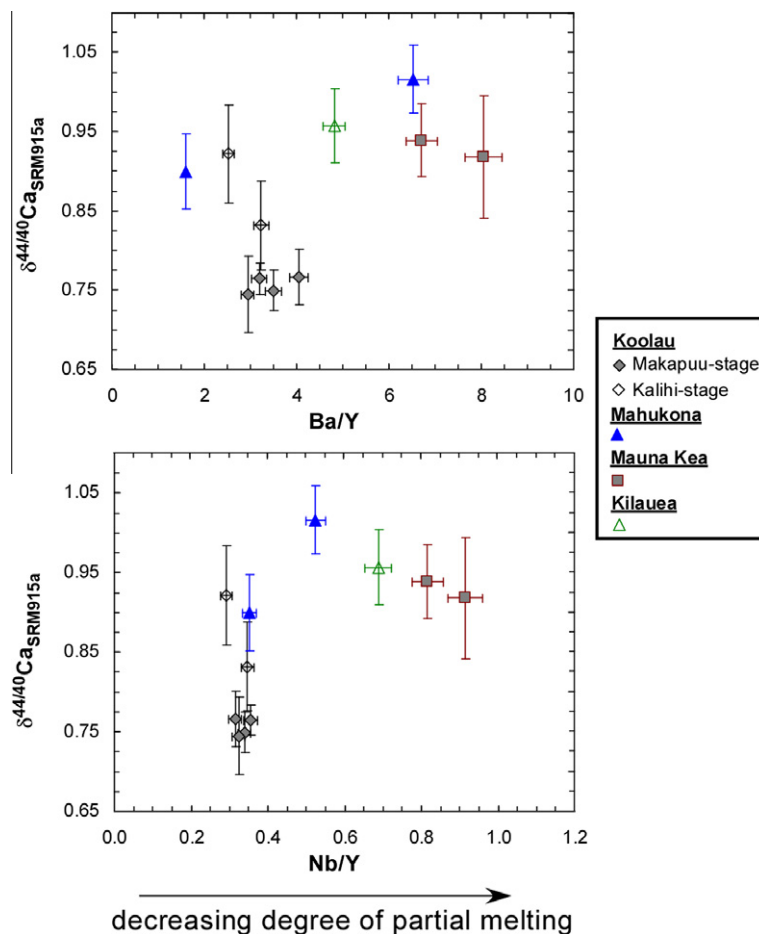 1.05
0.95
0.85
0.75
0.65
δ44/40CaSRM915a
0 2 4 6 8 10
Ba/Y
Koolau
Makapuu-stage
Kalihi-stage
Mahukona
Mauna Kea
Kilauea
1.05
0.95
0.85
0.75
0.65
δ44/40CaSRM915a
0.0 0.2 0.4 0.6 0.8 1.0 1.2
Nb/Y
decreasing degree of partial melting